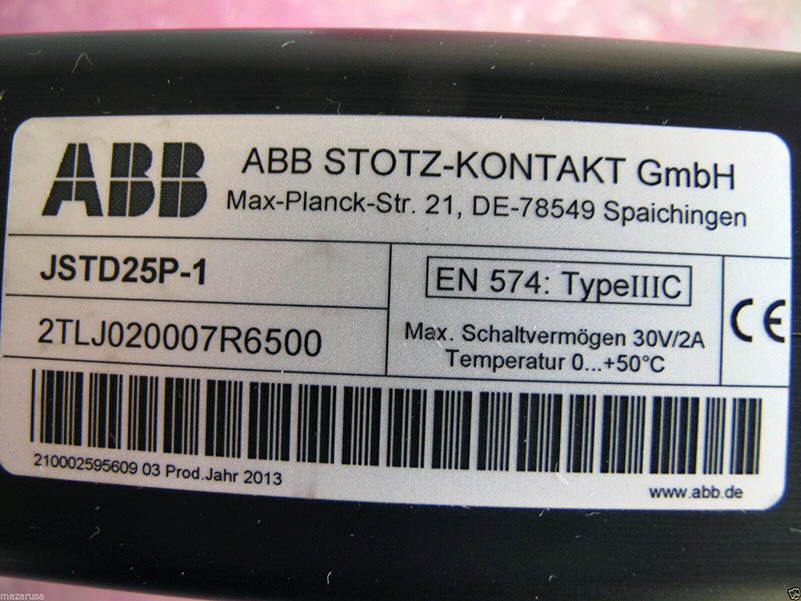 ABB
ABB STOTZ-KONTAKT GmbH
Max-Planck-Str. 21, DE-78549 Spaichingen
JSTD25P-1
2TLJ020007R6500
EN 574: TypeIIIC
Max. Schaltvermögen 30V/2A
Temperatur 0...+50°C
CE
210002595609 03 Prod.Jahr 2013
www.abb.de
mazarusa